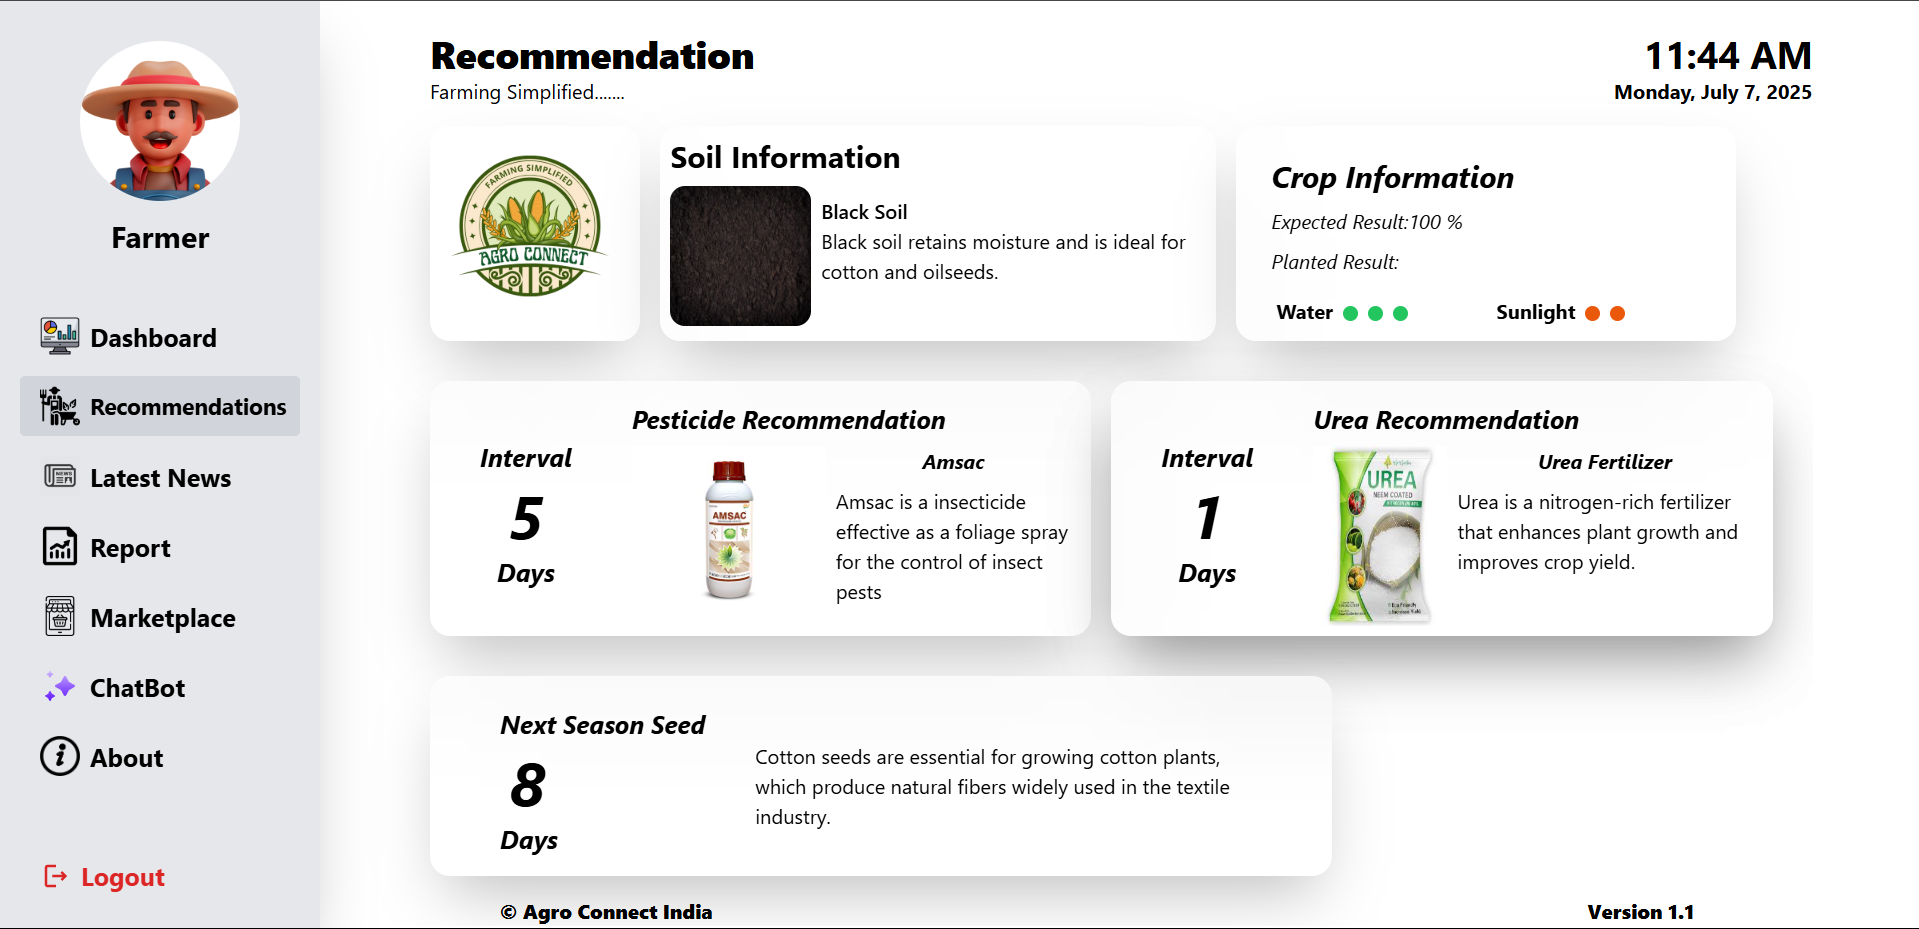 Farmer
Dashboard
Recommendations
Latest News
Report
Marketplace
ChatBot
About
Logout
Recommendation
Farming Simplified.......
11:44 AM
Monday, July 7, 2025
FARMING SIMPLIFIED
AGRO CONNECT
Soil Information
Black Soil
Black soil retains moisture and is ideal for
cotton and oilseeds.
Crop Information
Expected Result:100 %
Planted Result:
Water
Sunlight
Pesticide Recommendation
Interval
5
Days
AMSAC
Amsac
Amsac is a insecticide
effective as a foliage spray
for the control of insect
pests
Urea Recommendation
Interval
1
Days
UREA
NEEM COATED
Urea Fertilizer
Urea is a nitrogen-rich fertilizer
that enhances plant growth and
improves crop yield.
Next Season Seed
8
Days
Cotton seeds are essential for growing cotton plants,
which produce natural fibers widely used in the textile
industry.
© Agro Connect India
Version 1.1